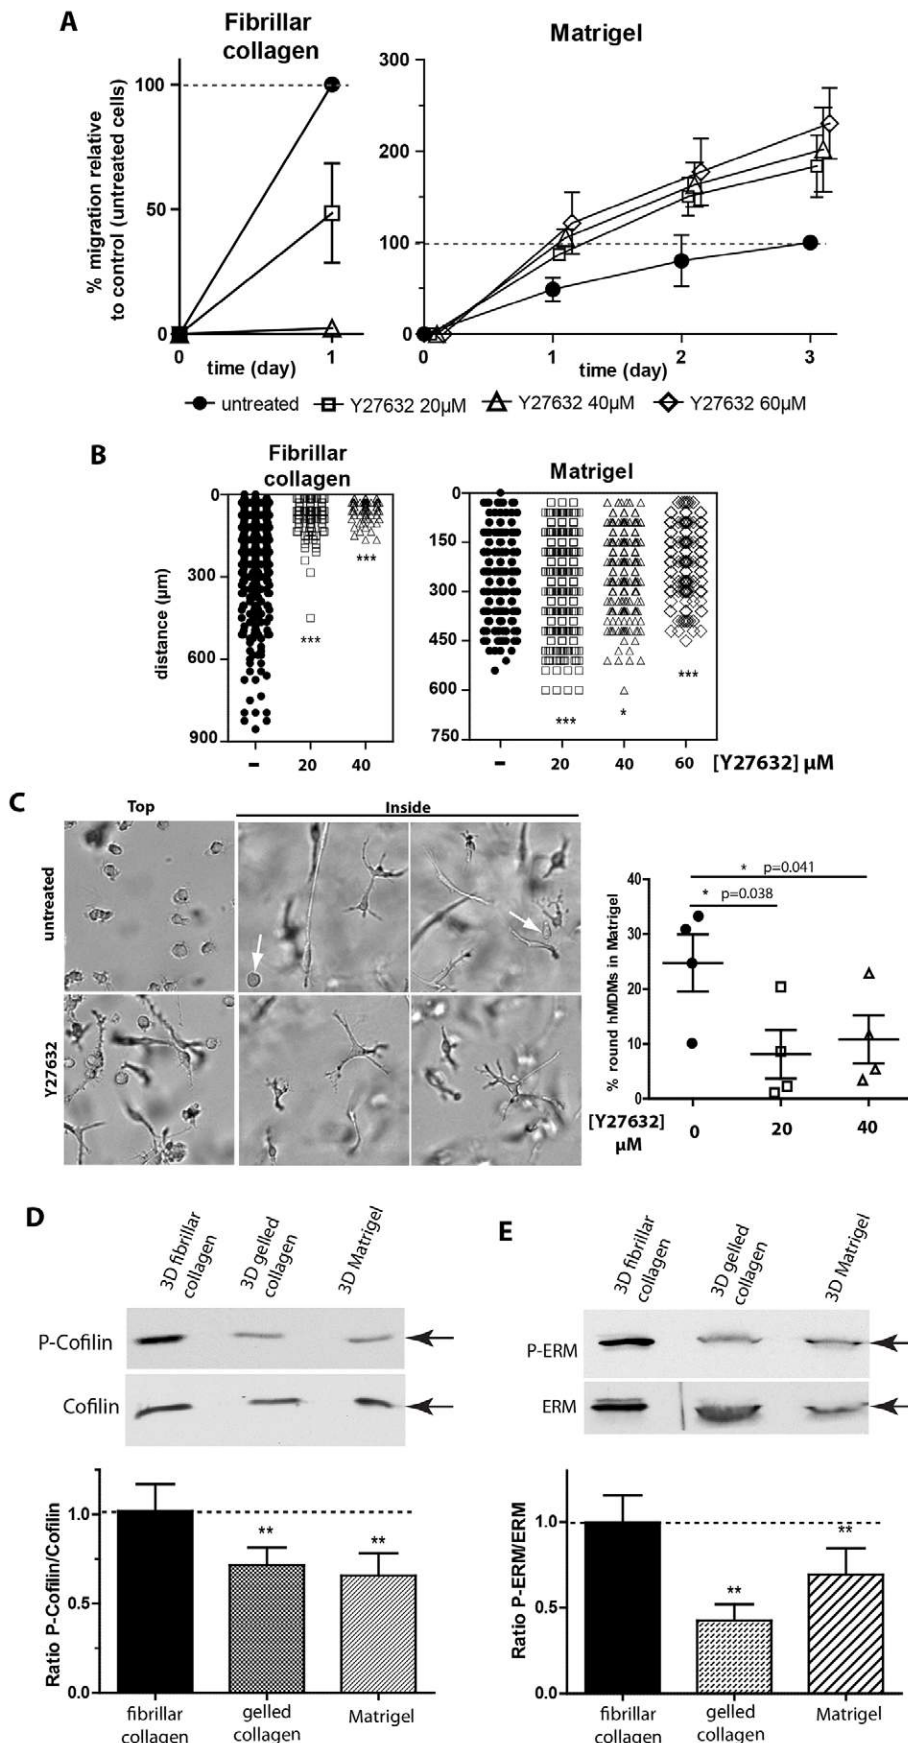 A
Fibrillar
collagen
Matrigel
% migration relative
to control (untreated cells)
100
50
0
0
1
time (day)
300
200
100
0
0
1
2
3
time (day)
untreated
Y27632 20µM
Y27632 40µM
Y27632 60µM
B
Fibrillar
collagen
Matrigel
distance (µm)
0
300
600
900
***
***
–
20
40
0
150
300
450
600
750
***
*
***
–
20
40
60
[Y27632] µM
C
Top
Inside
untreated
Y27632
% round hMDMs in Matrigel
40
30
20
10
0
* p=0.041
* p=0.038
[Y27632]
µM
0
20
40
D
3D fibrillar
collagen
3D gelled
collagen
3D Matrigel
P-Cofilin
Cofilin
Ratio P-Cofilin/Cofilin
1.0
0.5
0.0
**
**
fibrillar
collagen
gelled
collagen
Matrigel
E
3D fibrillar
collagen
3D gelled
collagen
3D Matrigel
P-ERM
ERM
Ratio P-ERM/ERM
1.0
0.5
0.0
**
**
fibrillar
collagen
gelled
collagen
Matrigel